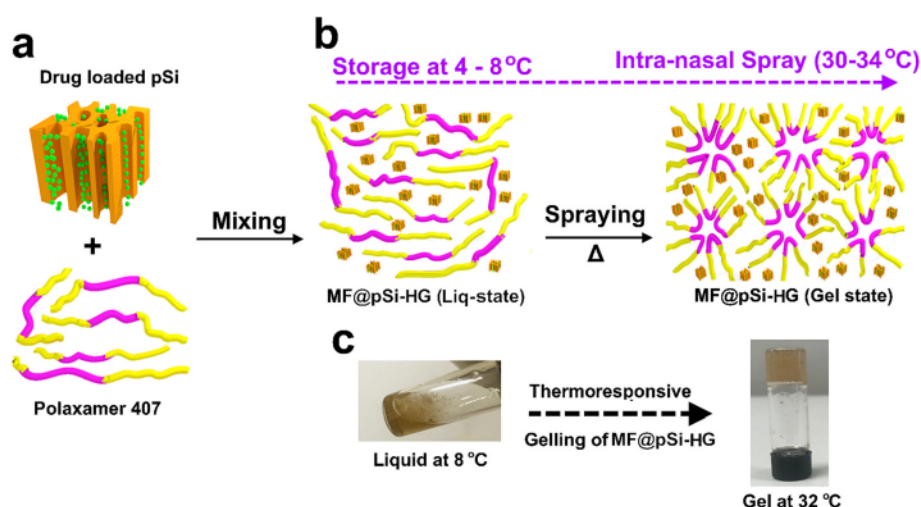 a
Drug loaded pSi
+
Polaxamer 407
Mixing
b
Storage at 4 - 8°C
Intra-nasal Spray (30-34°C)
MF@pSi-HG (Liq-state)
Spraying
Δ
MF@pSi-HG (Gel state)
c
Liquid at 8 °C
Thermoresponsive
Gelling of MF@pSi-HG
Gel at 32 °C